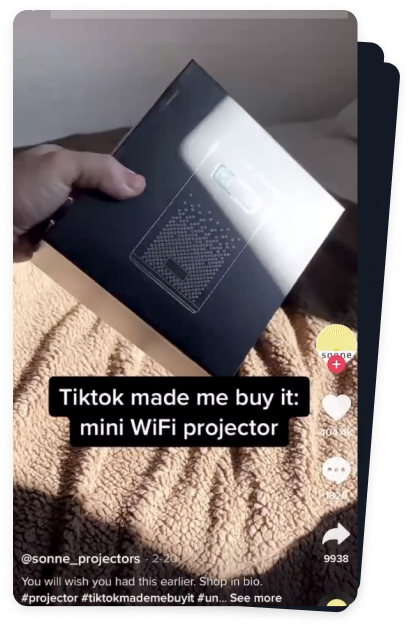 Tiktok made me buy it:
mini WiFi projector
sonne
9938
@sonne_projectors · 2-20
You will wish you had this earlier. Shop in bio.
#projector #tiktokmademebuyit #un... See more